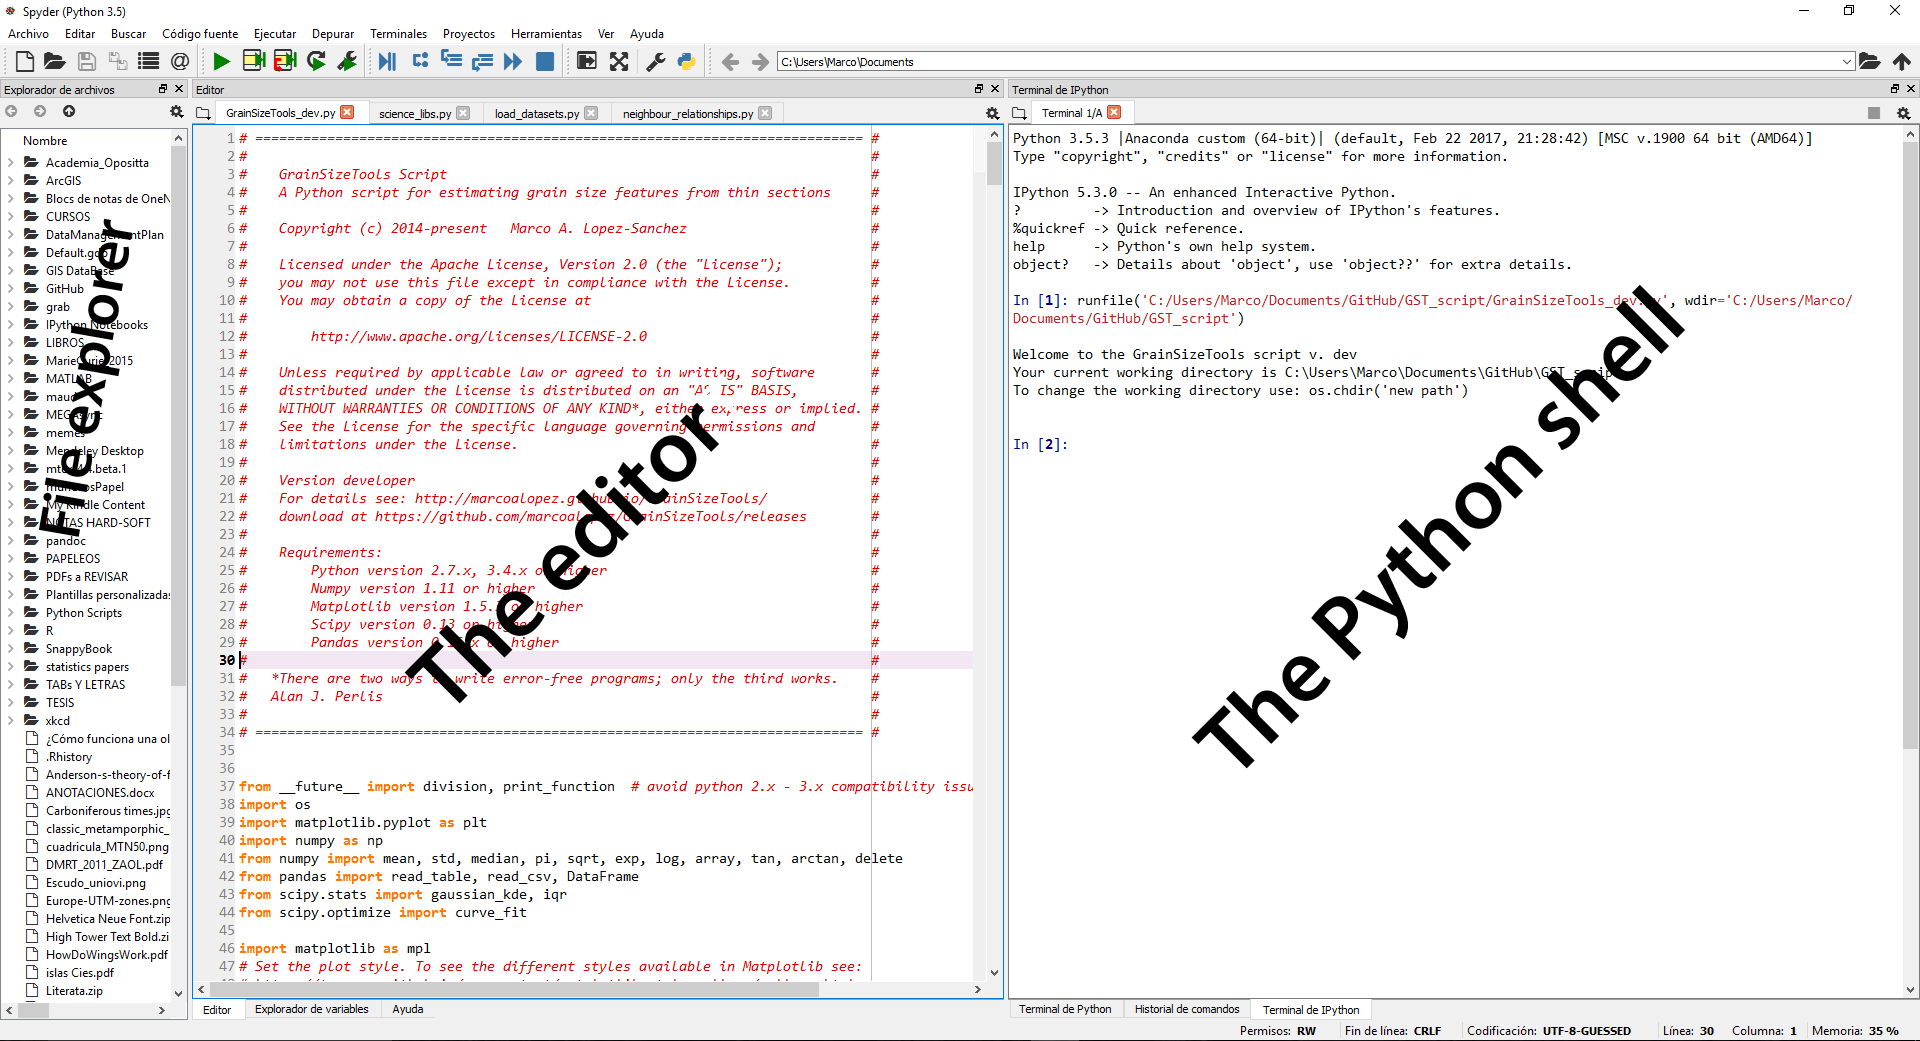 Spyder (Python 3.5)
Archivo Editar Buscar Código fuente Ejecutar Depurar Terminales Proyectos Herramientas Ver Ayuda
C:\Users\Marco\Documents
Explorador de archivos
Nombre
Academia_Opositta
ArcGIS
Blocs de notas de OneN
CURSOS
DataManagementPlan
Default.gdb
GIS DataBase
GitHub
grab
IPython Notebooks
LIBROS
MarieCurie2015
MATLAB
maud
MEGAsync
memes
Mendeley Desktop
My Kindle Content
NOTAS HARD-SOFT
pandoc
PAPELEOS
PDFs a REVISAR
Plantillas personalizadas
Python Scripts
R
SnappyBook
statistics papers
TABs Y LETRAS
TESIS
xkcd
¿Cómo funciona una ol
.Rhistory
Anderson-s-theory-of-f
ANOTACIONES.docx
Carboniferous times.jpg
classic_metamporphic_
cuadricula_MTN50.png
DMRT_2011_ZAOL.pdf
Escudo_uniovi.png
Europe-UTM-zones.png
Helvetica Neue Font.zip
High Tower Text Bold.zi
HowDoWingsWork.pdf
islas Cies.pdf
Literata.zip
File explorer
Editor
GrainSizeTools_dev.py science_libs.py load_datasets.py neighbour_relationships.py
1 # ============================================================================ #
2 # #
3 # GrainSizeTools Script #
4 # A Python script for estimating grain size features from thin sections #
5 # #
6 # Copyright (c) 2014-present Marco A. Lopez-Sanchez #
7 # #
8 # Licensed under the Apache License, Version 2.0 (the "License"); #
9 # you may not use this file except in compliance with the License. #
10 # You may obtain a copy of the License at #
11 # #
12 # http://www.apache.org/licenses/LICENSE-2.0 #
13 # #
14 # Unless required by applicable law or agreed to in writing, software #
15 # distributed under the License is distributed on an "AS IS" BASIS, #
16 # WITHOUT WARRANTIES OR CONDITIONS OF ANY KIND*, either express or implied. #
17 # See the License for the specific language governing permissions and #
18 # limitations under the License. #
19 # #
20 # Version developer #
21 # For details see: http://marcoalopez.github.io/GrainSizeTools/ #
22 # download at https://github.com/marcoalopez/GrainSizeTools/releases #
23 # #
24 # Requirements: #
25 # Python version 2.7.x, 3.4.x or higher #
26 # Numpy version 1.11 or higher #
27 # Matplotlib version 1.5. or higher #
28 # Scipy version 0.13 or higher #
29 # Pandas version or higher #
30 # #
31 # *There are two ways to write error-free programs; only the third works. #
32 # Alan J. Perlis #
33 # #
34 # ============================================================================ #
35
36
37 from __future__ import division, print_function # avoid python 2.x - 3.x compatibility issu
38 import os
39 import matplotlib.pyplot as plt
40 import numpy as np
41 from numpy import mean, std, median, pi, sqrt, exp, log, array, tan, arctan, delete
42 from pandas import read_table, read_csv, DataFrame
43 from scipy.stats import gaussian_kde, iqr
44 from scipy.optimize import curve_fit
45
46 import matplotlib as mpl
47 # Set the plot style. To see the different styles available in Matplotlib see:
The editor
Editor Explorador de variables Ayuda
Terminal de IPython
Terminal 1/A
Python 3.5.3 |Anaconda custom (64-bit)| (default, Feb 22 2017, 21:28:42) [MSC v.1900 64 bit (AMD64)]
Type "copyright", "credits" or "license" for more information.
IPython 5.3.0 -- An enhanced Interactive Python.
? -> Introduction and overview of IPython's features.
%quickref -> Quick reference.
help -> Python's own help system.
object? -> Details about 'object', use 'object??' for extra details.
In [1]: runfile('C:/Users/Marco/Documents/GitHub/GST_script/GrainSizeTools_dev.py', wdir='C:/Users/Marco/
Documents/GitHub/GST_script')
Welcome to the GrainSizeTools script v. dev
Your current working directory is C:\Users\Marco\Documents\GitHub\GST_script
To change the working directory use: os.chdir('new path')
In [2]:
The Python shell
Terminal de Python Historial de comandos Terminal de IPython
Permisos: RW Fin de línea: CRLF Codificación: UTF-8-GUESSED Línea: 30 Columna: 1 Memoria: 35 %